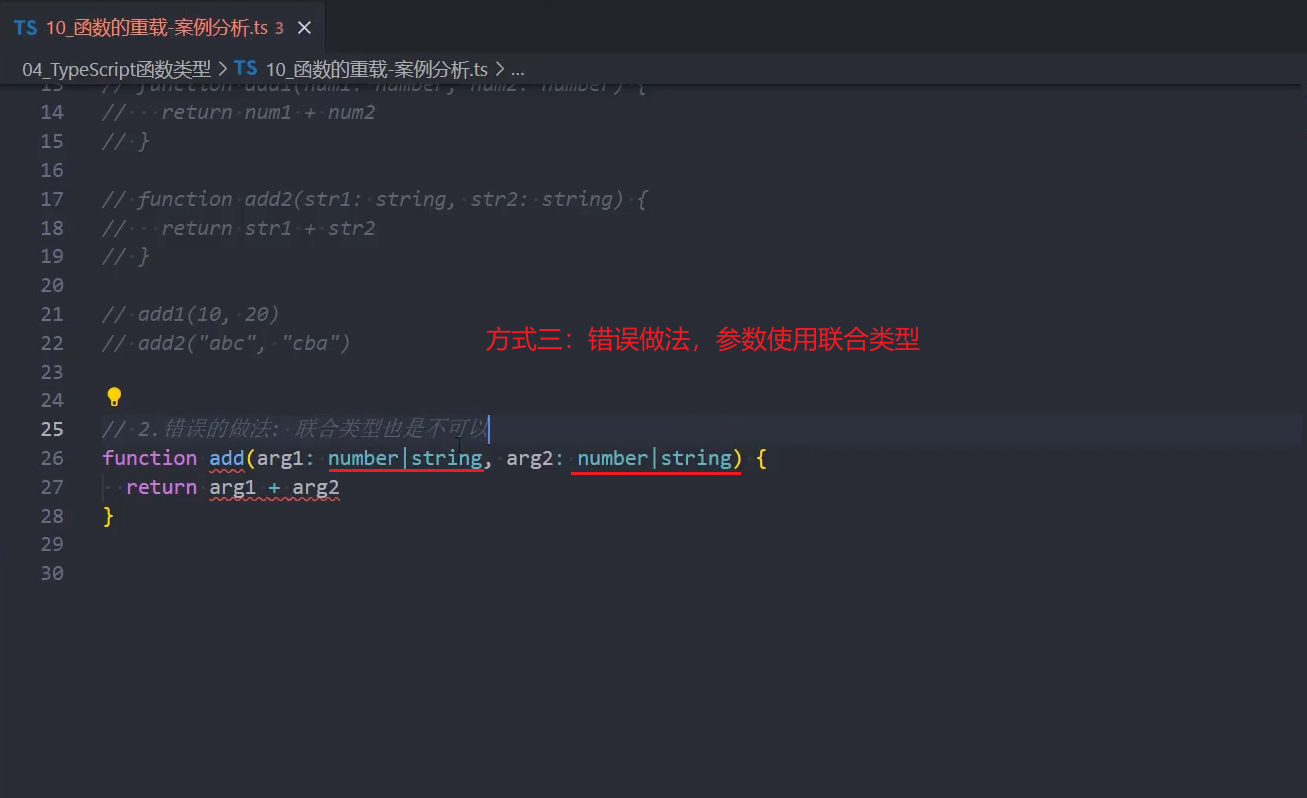 TS 10_函数的重载-案例分析.ts 3 ×
04_TypeScript函数类型 > TS 10_函数的重载-案例分析.ts > ...
13 // function add1(num1: number, num2: number) {
14 //   return num1 + num2
15 // }
16
17 // function add2(str1: string, str2: string) {
18 //   return str1 + str2
19 // }
20
21 // add1(10, 20)
22 // add2("abc", "cba")
方式三：错误做法，参数使用联合类型
23
24
25 // 2.错误的做法: 联合类型也是不可以
26 function add(arg1: number|string, arg2: number|string) {
27   return arg1 + arg2
28 }
29
30